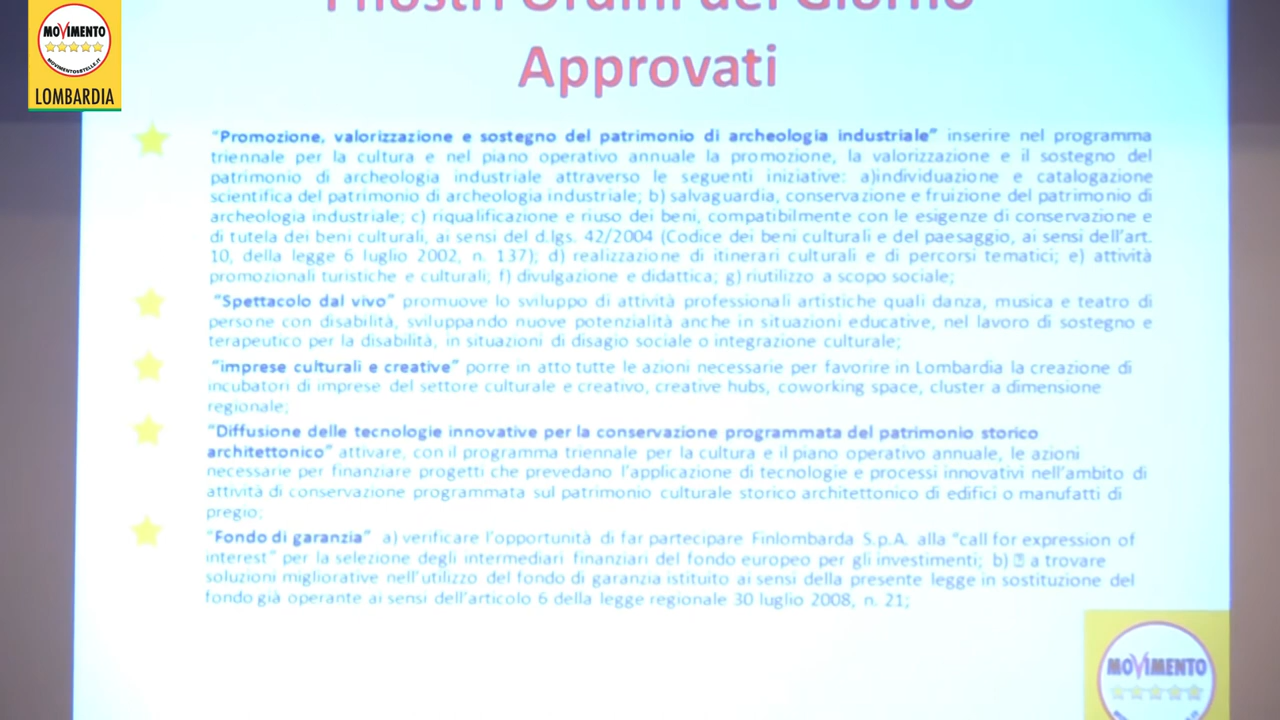 MOVIMENTO
MOVIMENTO5STELLE.IT
LOMBARDIA
I nostri Ordini del Giorno
Approvati
"Promozione, valorizzazione e sostegno del patrimonio di archeologia industriale" inserire nel programma
triennale per la cultura e nel piano operativo annuale la promozione, la valorizzazione e il sostegno del
patrimonio di archeologia industriale attraverso le seguenti iniziative: a)individuazione e catalogazione
scientifica del patrimonio di archeologia industriale; b) salvaguardia, conservazione e fruizione del patrimonio di
archeologia industriale; c) riqualificazione e riuso dei beni, compatibilmente con le esigenze di conservazione e
di tutela dei beni culturali, ai sensi del d.lgs. 42/2004 (Codice dei beni culturali e del paesaggio, ai sensi dell'art.
10, della legge 6 luglio 2002, n. 137); d) realizzazione di itinerari culturali e di percorsi tematici; e) attività
promozionali turistiche e culturali; f) divulgazione e didattica; g) riutilizzo a scopo sociale;
"Spettacolo dal vivo" promuove lo sviluppo di attività professionali artistiche quali danza, musica e teatro di
persone con disabilità, sviluppando nuove potenzialità anche in situazioni educative, nel lavoro di sostegno e
terapeutico per la disabilità, in situazioni di disagio sociale o integrazione culturale;
"imprese culturali e creative" porre in atto tutte le azioni necessarie per favorire in Lombardia la creazione di
incubatori di imprese del settore culturale e creativo, creative hubs, coworking space, cluster a dimensione
regionale;
"Diffusione delle tecnologie innovative per la conservazione programmata del patrimonio storico
architettonico" attivare, con il programma triennale per la cultura e il piano operativo annuale, le azioni
necessarie per finanziare progetti che prevedano l'applicazione di tecnologie e processi innovativi nell'ambito di
attività di conservazione programmata sul patrimonio culturale storico architettonico di edifici o manufatti di
pregio;
"Fondo di garanzia" a) verificare l'opportunità di far partecipare Finlombarda S.p.A. alla "call for expression of
interest" per la selezione degli intermediari finanziari del fondo europeo per gli investimenti; b) a trovare
soluzioni migliorative nell'utilizzo del fondo di garanzia istituito ai sensi della presente legge in sostituzione del
fondo già operante ai sensi dell'articolo 6 della legge regionale 30 luglio 2008, n. 21;
MOVIMENTO